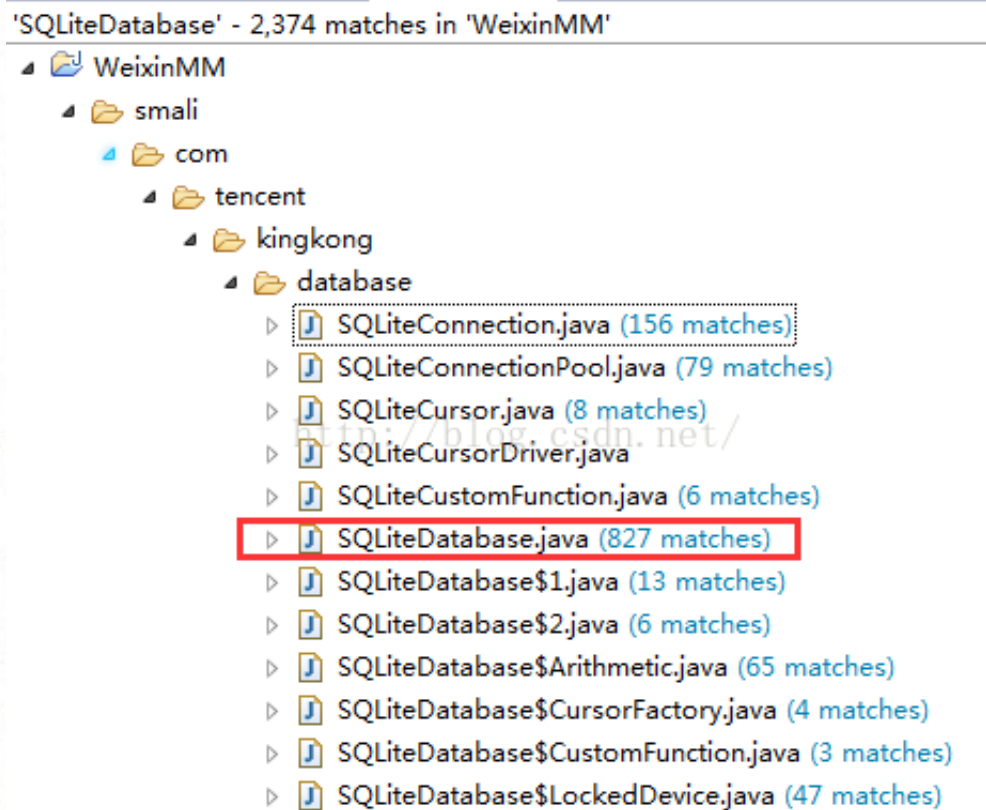 'SQLiteDatabase' - 2,374 matches in 'WeixinMM'
WeixinMM
smali
com
tencent
kingkong
database
SQLiteConnection.java (156 matches)
SQLiteConnectionPool.java (79 matches)
SQLiteCursor.java (8 matches)
http://blog.csdn.net/
SQLiteCursorDriver.java
SQLiteCustomFunction.java (6 matches)
SQLiteDatabase.java (827 matches)
SQLiteDatabase$1.java (13 matches)
SQLiteDatabase$2.java (6 matches)
SQLiteDatabase$Arithmetic.java (65 matches)
SQLiteDatabase$CursorFactory.java (4 matches)
SQLiteDatabase$CustomFunction.java (3 matches)
SQLiteDatabase$LockedDevice.java (47 matches)